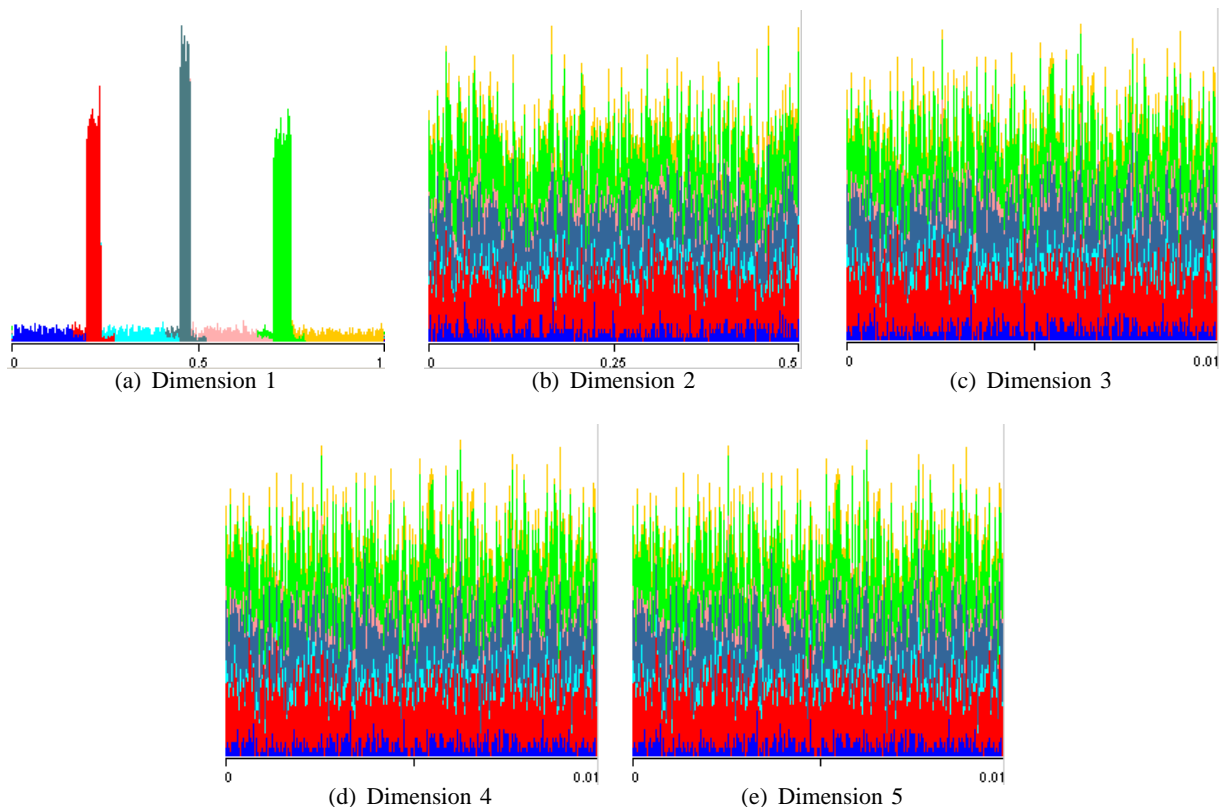 0 0.5 1
(a) Dimension 1
0 0.25 0.5
(b) Dimension 2
0 0.01
(c) Dimension 3
0 0.01
(d) Dimension 4
0 0.01
(e) Dimension 5